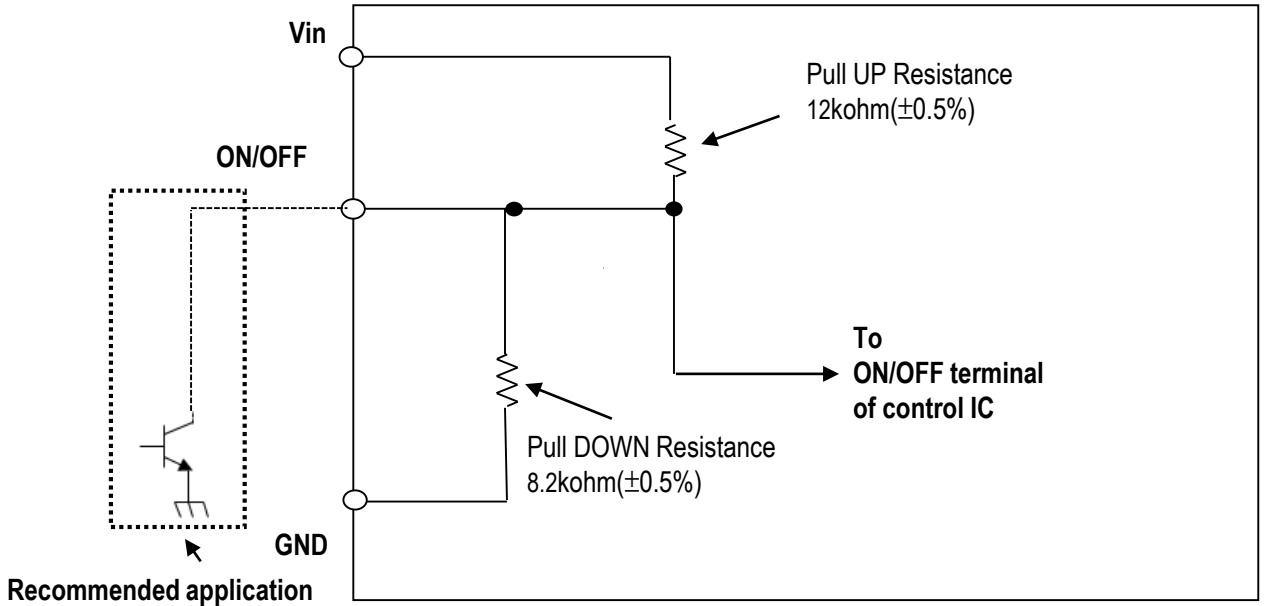 Vin
Pull UP Resistance
12kohm(±0.5%)
ON/OFF
To
ON/OFF terminal
of control IC
Pull DOWN Resistance
8.2kohm(±0.5%)
GND
Recommended application